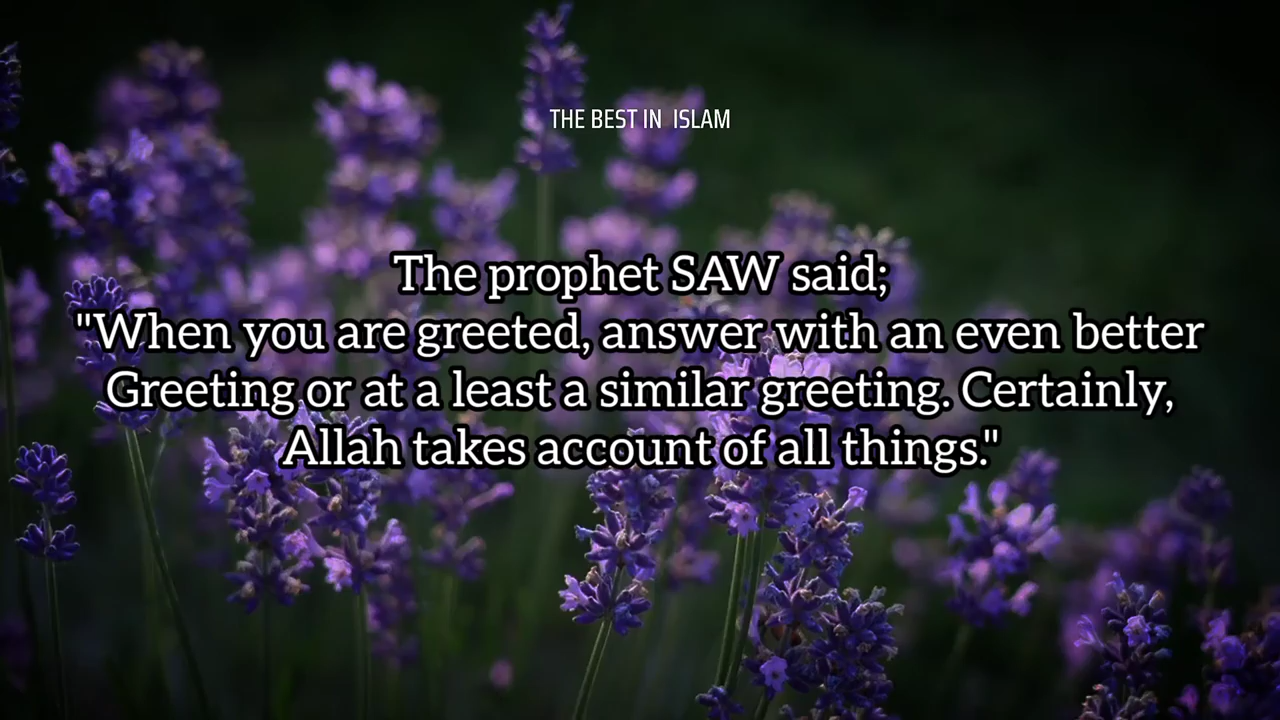 THE BEST IN ISLAM
The prophet SAW said;
"When you are greeted, answer with an even better
Greeting or at a least a similar greeting. Certainly,
Allah takes account of all things."